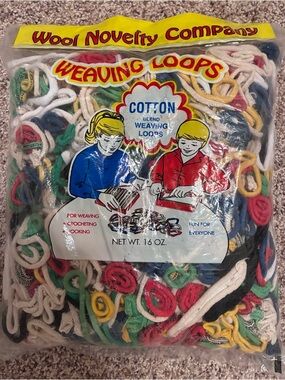 Wool Novelty Company
WEAVING LOOPS
COTTON
BLEND
WEAVING
LOOPS
FOR WEAVING
CROCHETING
HOOKING
FUN FOR
EVERYONE
NET WT. 16 OZ.